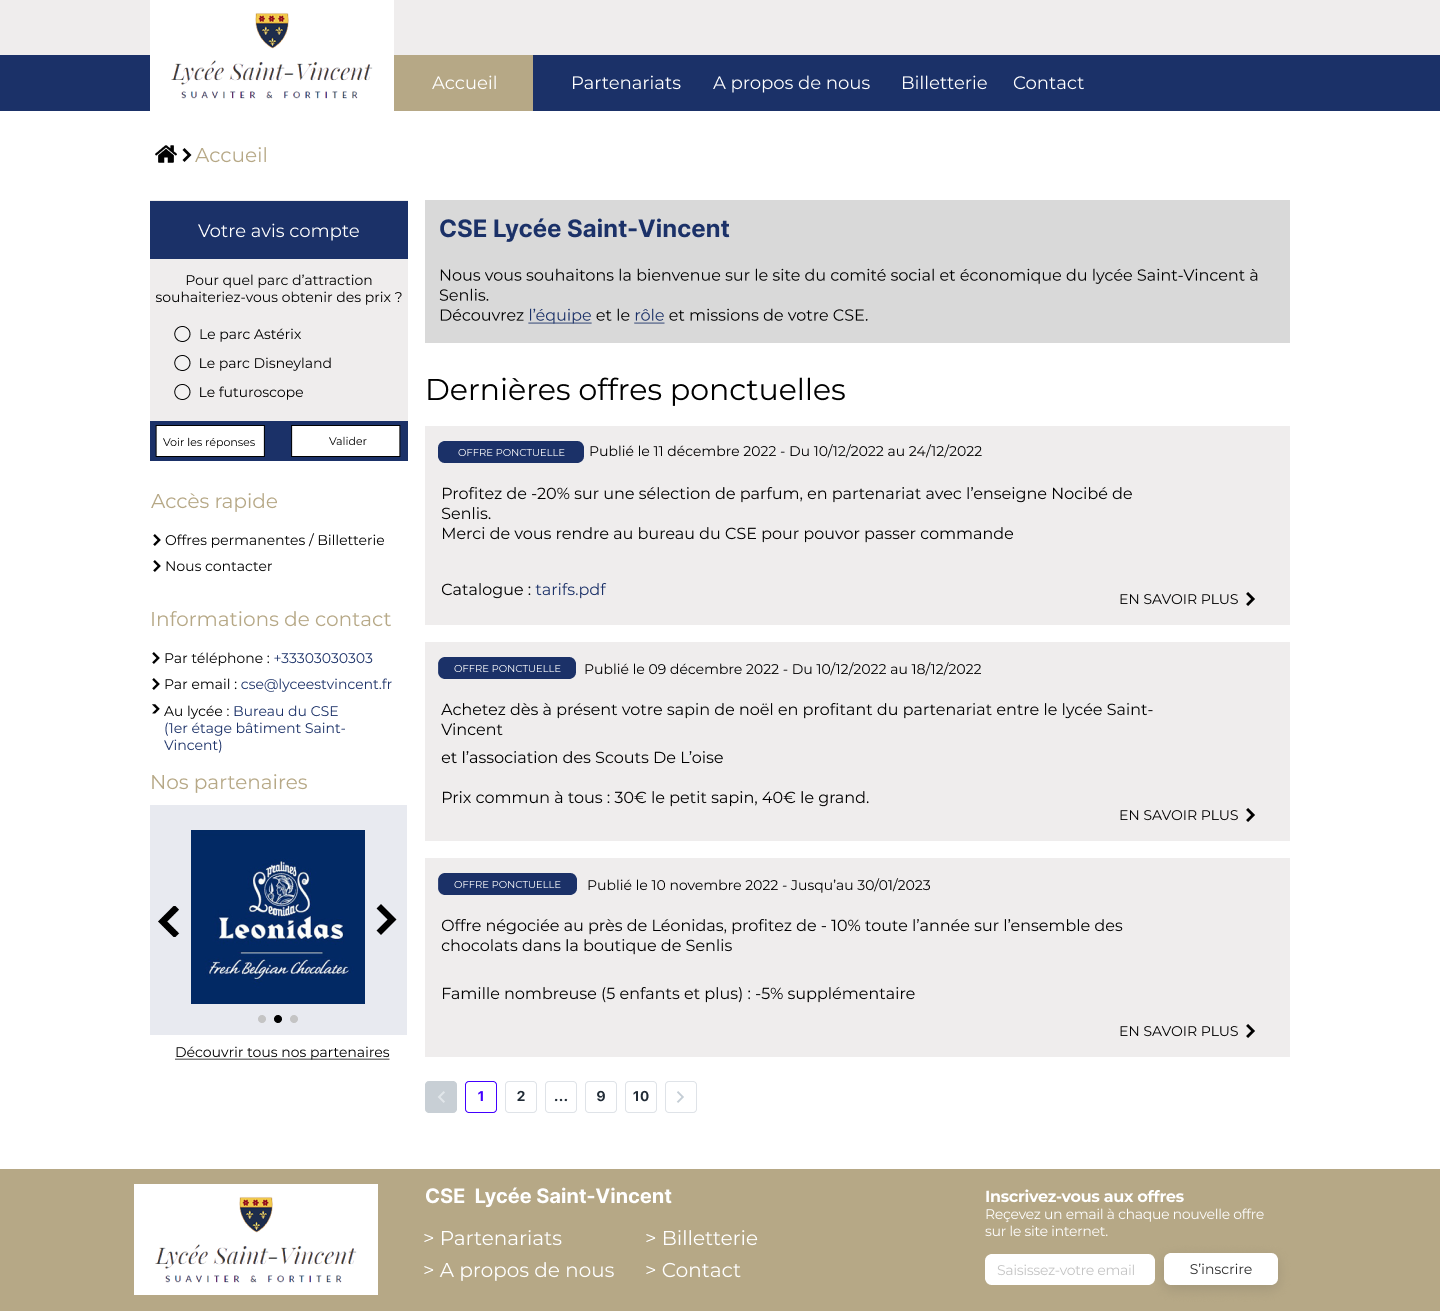 Lycée Saint-Vincent
SUAVITER & FORTITER
Accueil
Partenariats
A propos de nous
Billetterie
Contact
Accueil
Votre avis compte
Pour quel parc d’attraction
souhaiteriez-vous obtenir des prix ?
Le parc Astérix
Le parc Disneyland
Le futuroscope
Voir les réponses
Valider
Accès rapide
Offres permanentes / Billetterie
Nous contacter
Informations de contact
Par téléphone : +33303030303
Par email : cse@lyceestvincent.fr
Au lycée : Bureau du CSE
(1er étage bâtiment Saint-
Vincent)
Nos partenaires
pralines
Leonidas
Leonidas
Fresh Belgian Chocolates
Découvrir tous nos partenaires
CSE Lycée Saint-Vincent
Nous vous souhaitons la bienvenue sur le site du comité social et économique du lycée Saint-Vincent à
Senlis.
Découvrez l’équipe et le rôle et missions de votre CSE.
Dernières offres ponctuelles
OFFRE PONCTUELLE Publié le 11 décembre 2022 - Du 10/12/2022 au 24/12/2022
Profitez de -20% sur une sélection de parfum, en partenariat avec l’enseigne Nocibé de
Senlis.
Merci de vous rendre au bureau du CSE pour pouvor passer commande
Catalogue : tarifs.pdf
EN SAVOIR PLUS
OFFRE PONCTUELLE Publié le 09 décembre 2022 - Du 10/12/2022 au 18/12/2022
Achetez dès à présent votre sapin de noël en profitant du partenariat entre le lycée Saint-
Vincent
et l’association des Scouts De L’oise
Prix commun à tous : 30€ le petit sapin, 40€ le grand.
EN SAVOIR PLUS
OFFRE PONCTUELLE Publié le 10 novembre 2022 - Jusqu’au 30/01/2023
Offre négociée au près de Léonidas, profitez de - 10% toute l’année sur l’ensemble des
chocolats dans la boutique de Senlis
Famille nombreuse (5 enfants et plus) : -5% supplémentaire
EN SAVOIR PLUS
1 2 ... 9 10
Lycée Saint-Vincent
SUAVITER & FORTITER
CSE Lycée Saint-Vincent
> Partenariats
> Billetterie
> A propos de nous
> Contact
Inscrivez-vous aux offres
Reçevez un email à chaque nouvelle offre
sur le site internet.
Saisissez-votre email
S’inscrire